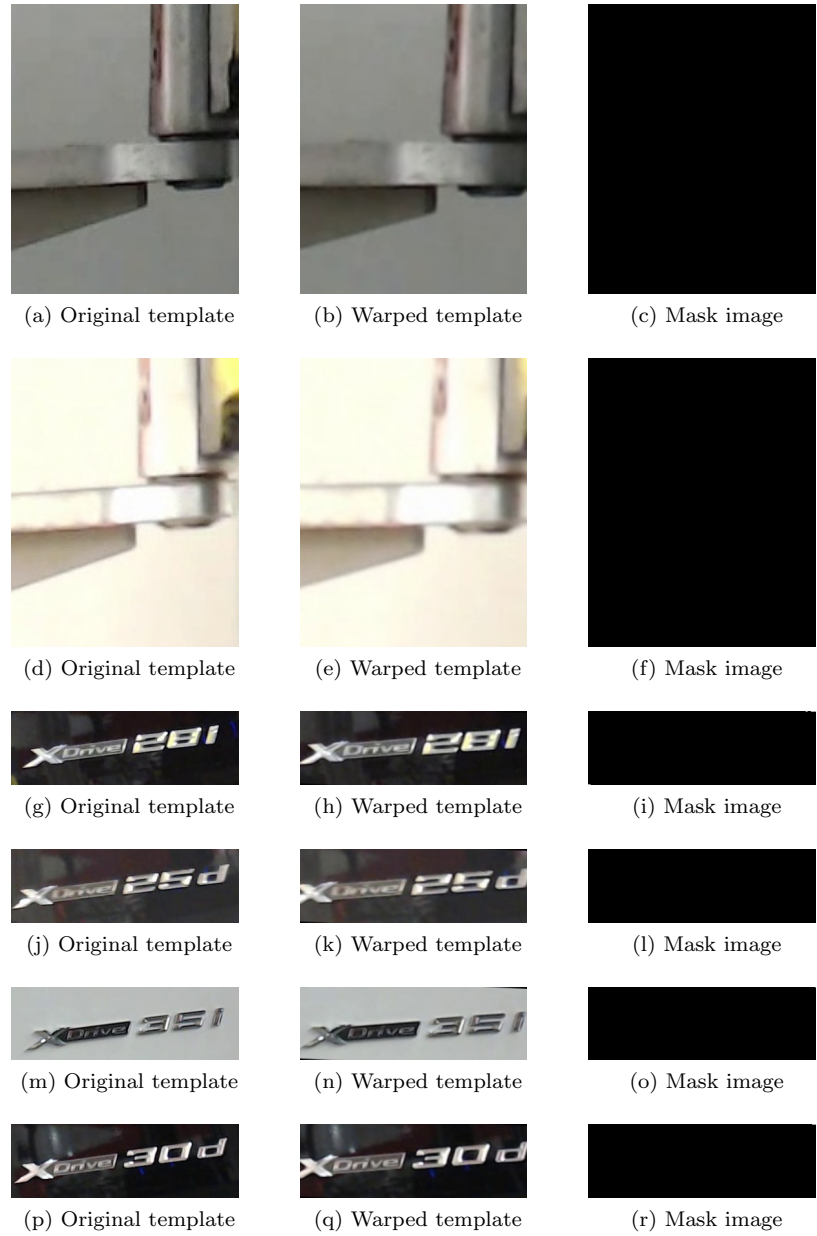 (a) Original template (b) Warped template (c) Mask image
(d) Original template (e) Warped template (f) Mask image
XDrive 28i XDrive 28i
(g) Original template (h) Warped template (i) Mask image
XDrive 25d XDrive 25d
(j) Original template (k) Warped template (l) Mask image
XDrive 35i XDrive 35i
(m) Original template (n) Warped template (o) Mask image
XDrive 30d XDrive 30d
(p) Original template (q) Warped template (r) Mask image